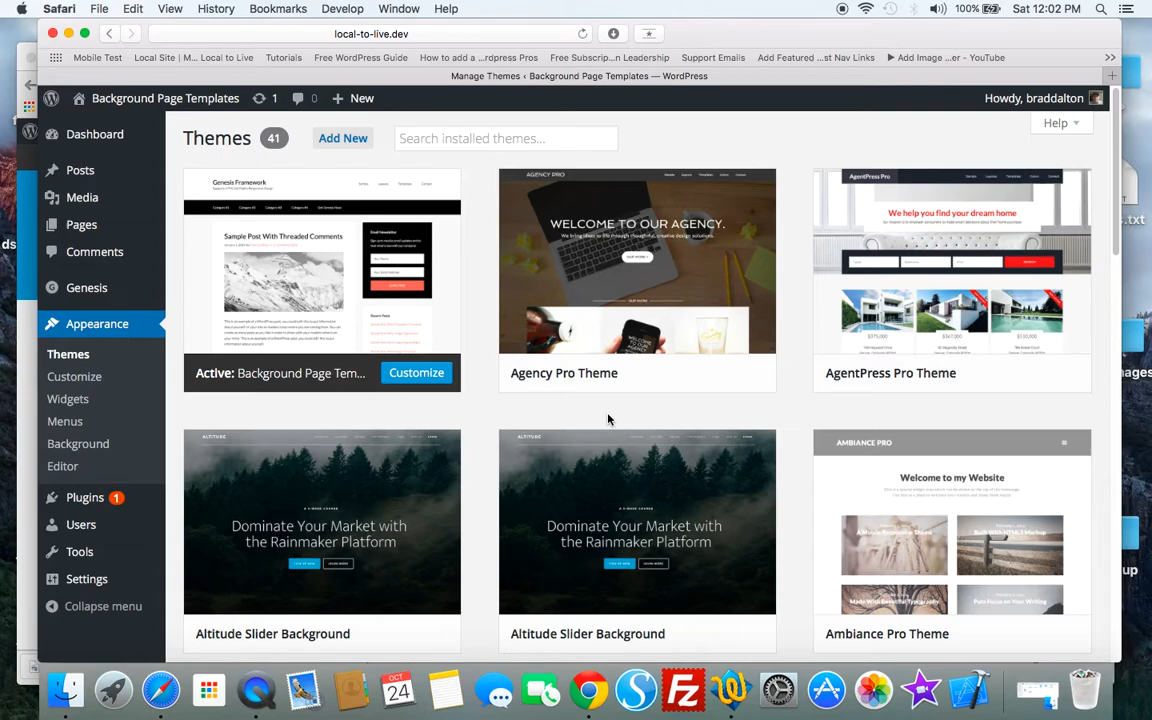 Safari File Edit View History Bookmarks Develop Window Help 100% Sat 12:02 PM
local-to-live.dev
Mobile Test Local Site | M... Local to Live Tutorials Free WordPress Guide How to add a ...rdpress Pros Free Subscrip...n Leadership Support Emails Add Featured ...st Nav Links Add Image ...er - YouTube
Manage Themes ‹ Background Page Templates — WordPress
Background Page Templates 1 0 New Howdy, braddalton
Dashboard
Posts
Media
Pages
Comments
Genesis
Appearance
Themes
Customize
Widgets
Menus
Background
Editor
Plugins 1
Users
Tools
Settings
Collapse menu
Themes 41 Add New Search installed themes... Help
Genesis Framework
Sample Post With Threaded Comments
Active: Background Page Tem... Customize
AGENCY PRO
WELCOME TO OUR AGENCY.
Agency Pro Theme
AgentPress Pro
We help you find your dream home
$375,000 $367,000
AgentPress Pro Theme
ALTITUDE
Dominate Your Market with
the Rainmaker Platform
Altitude Slider Background
ALTITUDE
Dominate Your Market with
the Rainmaker Platform
Altitude Slider Background
AMBIANCE PRO
Welcome to my Website
Ambiance Pro Theme
.txt
ds
mages
up
OCT
24